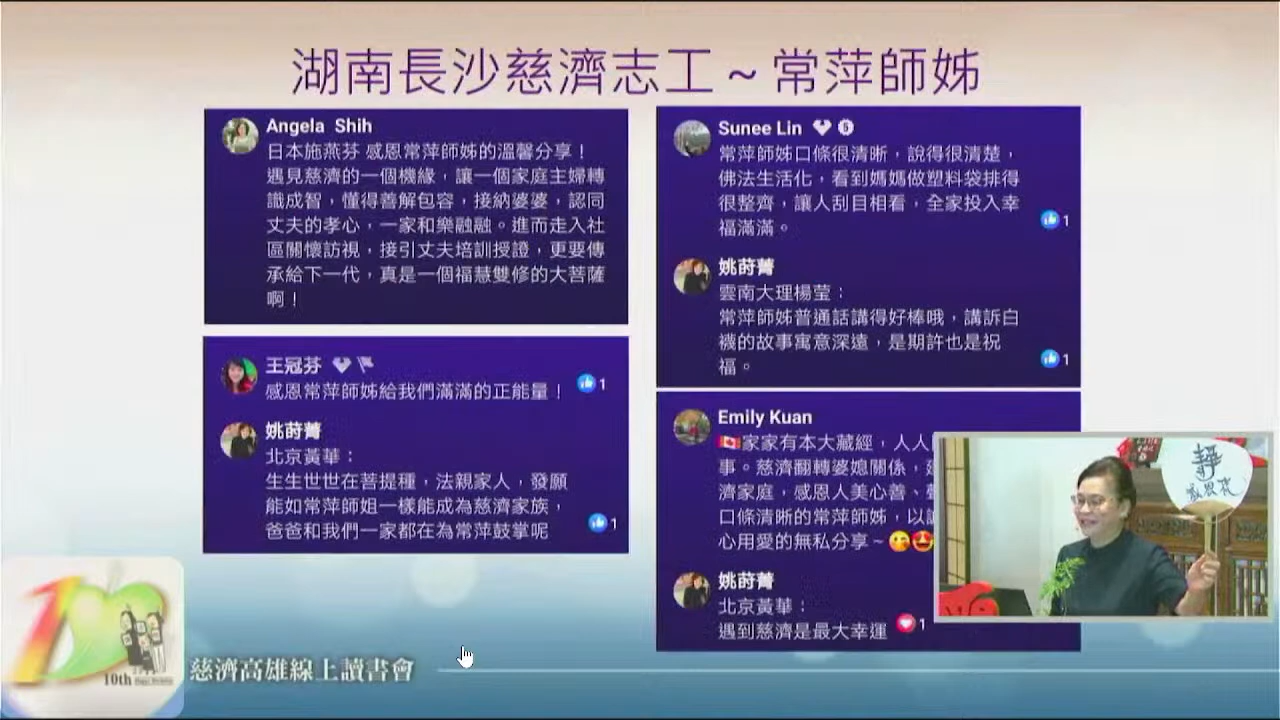 湖南長沙慈濟志工～常萍師姊
Angela Shih
日本施燕芬 感恩常萍師姊的溫馨分享！
遇見慈濟的一個機緣，讓一個家庭主婦轉
識成智，懂得善解包容，接納婆婆，認同
丈夫的孝心，一家和樂融融。進而走入社
區關懷訪視，接引丈夫培訓授證，更要傳
承給下一代，真是一個福慧雙修的大菩薩
啊！
王冠芬
感恩常萍師姊給我們滿滿的正能量！
1
姚莳菁
北京黃華：
生生世世在菩提種，法親家人，發願
能如常萍師姐一樣能成為慈濟家族，
爸爸和我們一家都在為常萍鼓掌呢
1
Sunee Lin
常萍師姊口條很清晰，說得很清楚，
佛法生活化，看到媽媽做塑料袋排得
很整齊，讓人刮目相看，全家投入幸
福滿滿。
1
姚莳菁
雲南大理楊莹：
常萍師姊普通話講得好棒哦，講訴白
襪的故事寓意深遠，是期許也是祝
福。
1
Emily Kuan
🇨🇦家家有本大藏經，人人
事。慈濟翻轉婆媳關係，
濟家庭，感恩人美心善、
口條清晰的常萍師姊，以
心用愛的無私分享～😘🤩
姚莳菁
北京黃華：
遇到慈濟是最大幸運
1
靜
10th
慈濟高雄線上讀書會